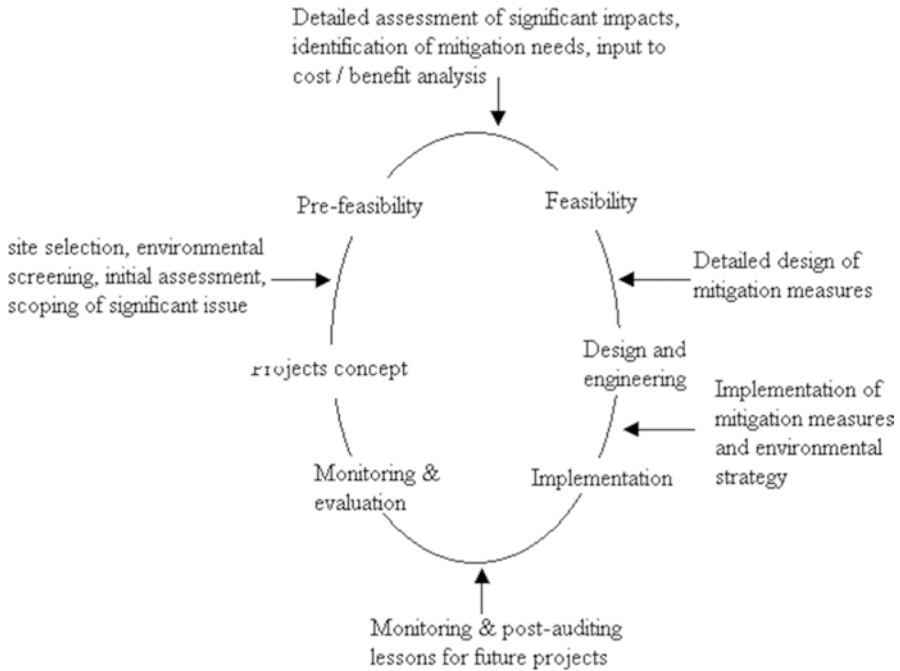 Detailed assessment of significant impacts,
identification of mitigation needs, input to
cost / benefit analysis
Pre-feasibility
Feasibility
site selection, environmental
screening, initial assessment,
scoping of significant issue
Detailed design of
mitigation measures
Projects concept
Design and
engineering
Implementation of
mitigation measures
and environmental
strategy
Monitoring &
evaluation
Implementation
Monitoring & post-auditing
lessons for future projects